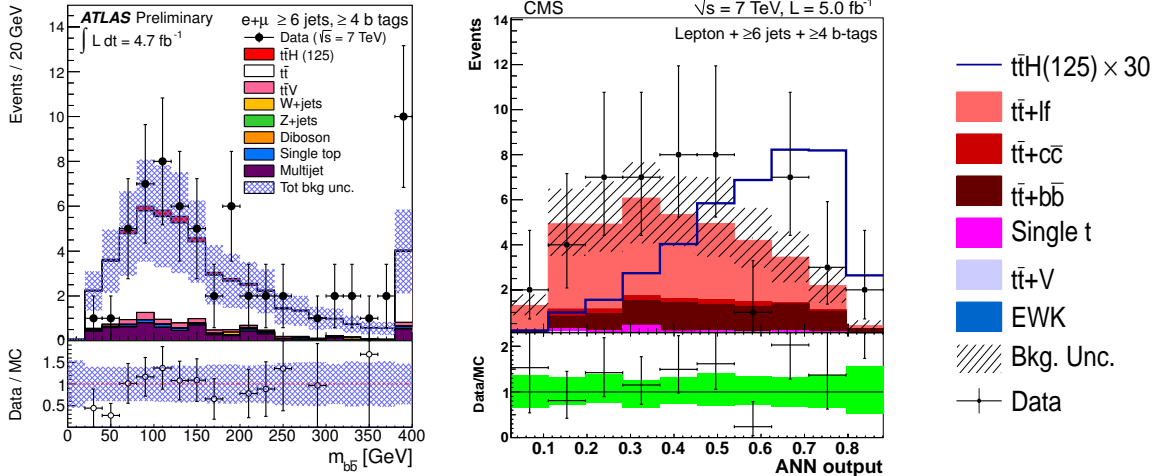 ATLAS Preliminary
∫ L dt = 4.7 fb⁻¹
e+μ ≥ 6 jets, ≥ 4 b tags
Data (√s = 7 TeV)
tt̄H (125)
tt̄
tt̄V
W+jets
Z+jets
Diboson
Single top
Multijet
Tot bkg unc.
Events / 20 GeV
14
12
10
8
6
4
2
0
Data / MC
1.5
1
0.5
0 50 100 150 200 250 300 350 400
m_bb̄ [GeV]
CMS
√s = 7 TeV, L = 5.0 fb⁻¹
Lepton + ≥6 jets + ≥4 b-tags
Events
14
12
10
8
6
4
2
Data/MC
2
1
0
0.1 0.2 0.3 0.4 0.5 0.6 0.7 0.8
ANN output
tt̄H(125) × 30
tt̄+lf
tt̄+cc̄
tt̄+bb̄
Single t
tt̄+V
EWK
Bkg. Unc.
Data